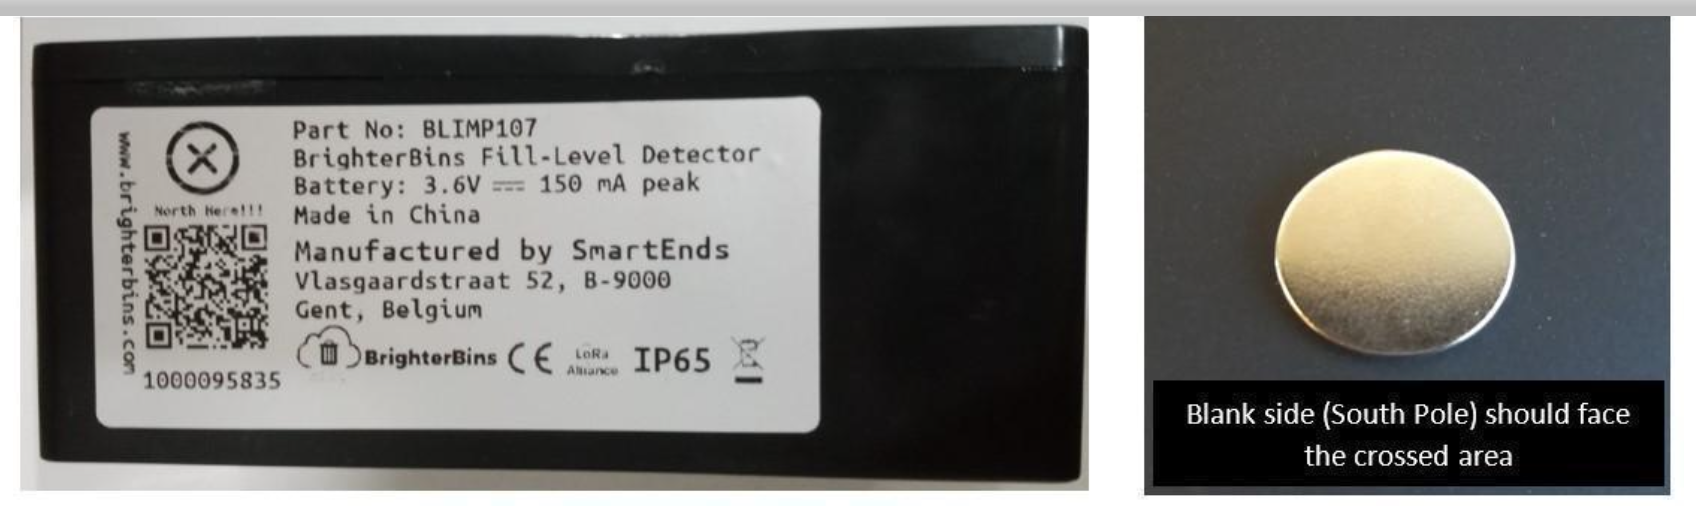 www.brighterbins.com
North Here!!!
1000095835
Part No: BLIMP107
BrighterBins Fill-Level Detector
Battery: 3.6V ⎓ 150 mA peak
Made in China
Manufactured by SmartEnds
Vlasgaardstraat 52, B-9000
Gent, Belgium
BrighterBins CE LoRa Alliance IP65
Blank side (South Pole) should face
the crossed area